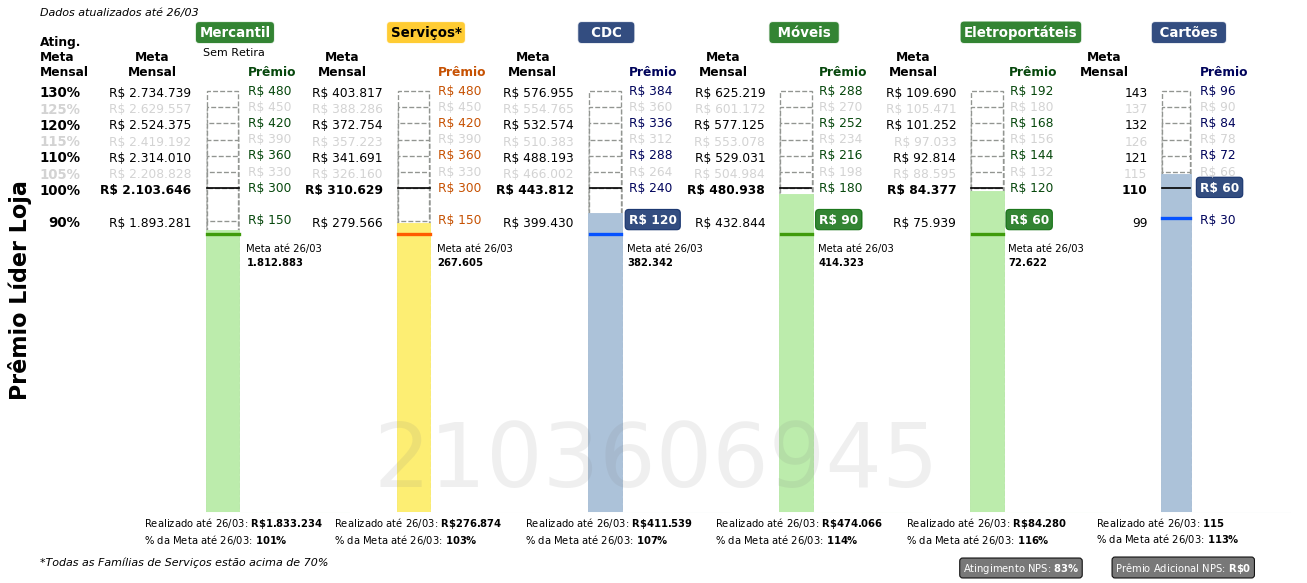 Dados atualizados até 26/03
Mercantil Serviços* CDC Móveis Eletroportáteis Cartões
Sem Retira
Ating. Meta Mensal
Meta Mensal Prêmio Meta Mensal Prêmio Meta Mensal Prêmio Meta Mensal Prêmio Meta Mensal Prêmio Meta Mensal Prêmio
130% R$ 2.734.739 R$ 480 R$ 403.817 R$ 480 R$ 576.955 R$ 384 R$ 625.219 R$ 288 R$ 109.690 R$ 192 143 R$ 96
125% R$ 2.629.557 R$ 450 R$ 388.286 R$ 450 R$ 554.765 R$ 360 R$ 601.172 R$ 270 R$ 105.471 R$ 180 137 R$ 90
120% R$ 2.524.375 R$ 420 R$ 372.754 R$ 420 R$ 532.574 R$ 336 R$ 577.125 R$ 252 R$ 101.252 R$ 168 132 R$ 84
115% R$ 2.419.192 R$ 390 R$ 357.223 R$ 390 R$ 510.383 R$ 312 R$ 553.078 R$ 234 R$ 97.033 R$ 156 126 R$ 78
110% R$ 2.314.010 R$ 360 R$ 341.691 R$ 360 R$ 488.193 R$ 288 R$ 529.031 R$ 216 R$ 92.814 R$ 144 121 R$ 72
105% R$ 2.208.828 R$ 330 R$ 326.160 R$ 330 R$ 466.002 R$ 264 R$ 504.984 R$ 198 R$ 88.595 R$ 132 115 R$ 66
100% R$ 2.103.646 R$ 300 R$ 310.629 R$ 300 R$ 443.812 R$ 240 R$ 480.938 R$ 180 R$ 84.377 R$ 120 110 R$ 60
90% R$ 1.893.281 R$ 150 R$ 279.566 R$ 150 R$ 399.430 R$ 120 R$ 432.844 R$ 90 R$ 75.939 R$ 60 99 R$ 30
Meta até 26/03 Meta até 26/03 Meta até 26/03 Meta até 26/03 Meta até 26/03
1.812.883 267.605 382.342 414.323 72.622
Prêmio Líder Loja
2103606945
Realizado até 26/03: R$1.833.234 Realizado até 26/03: R$276.874 Realizado até 26/03: R$411.539 Realizado até 26/03: R$474.066 Realizado até 26/03: R$84.280 Realizado até 26/03: 115
% da Meta até 26/03: 101% % da Meta até 26/03: 103% % da Meta até 26/03: 107% % da Meta até 26/03: 114% % da Meta até 26/03: 116% % da Meta até 26/03: 113%
*Todas as Famílias de Serviços estão acima de 70% Atingimento NPS: 83% Prêmio Adicional NPS: R$0